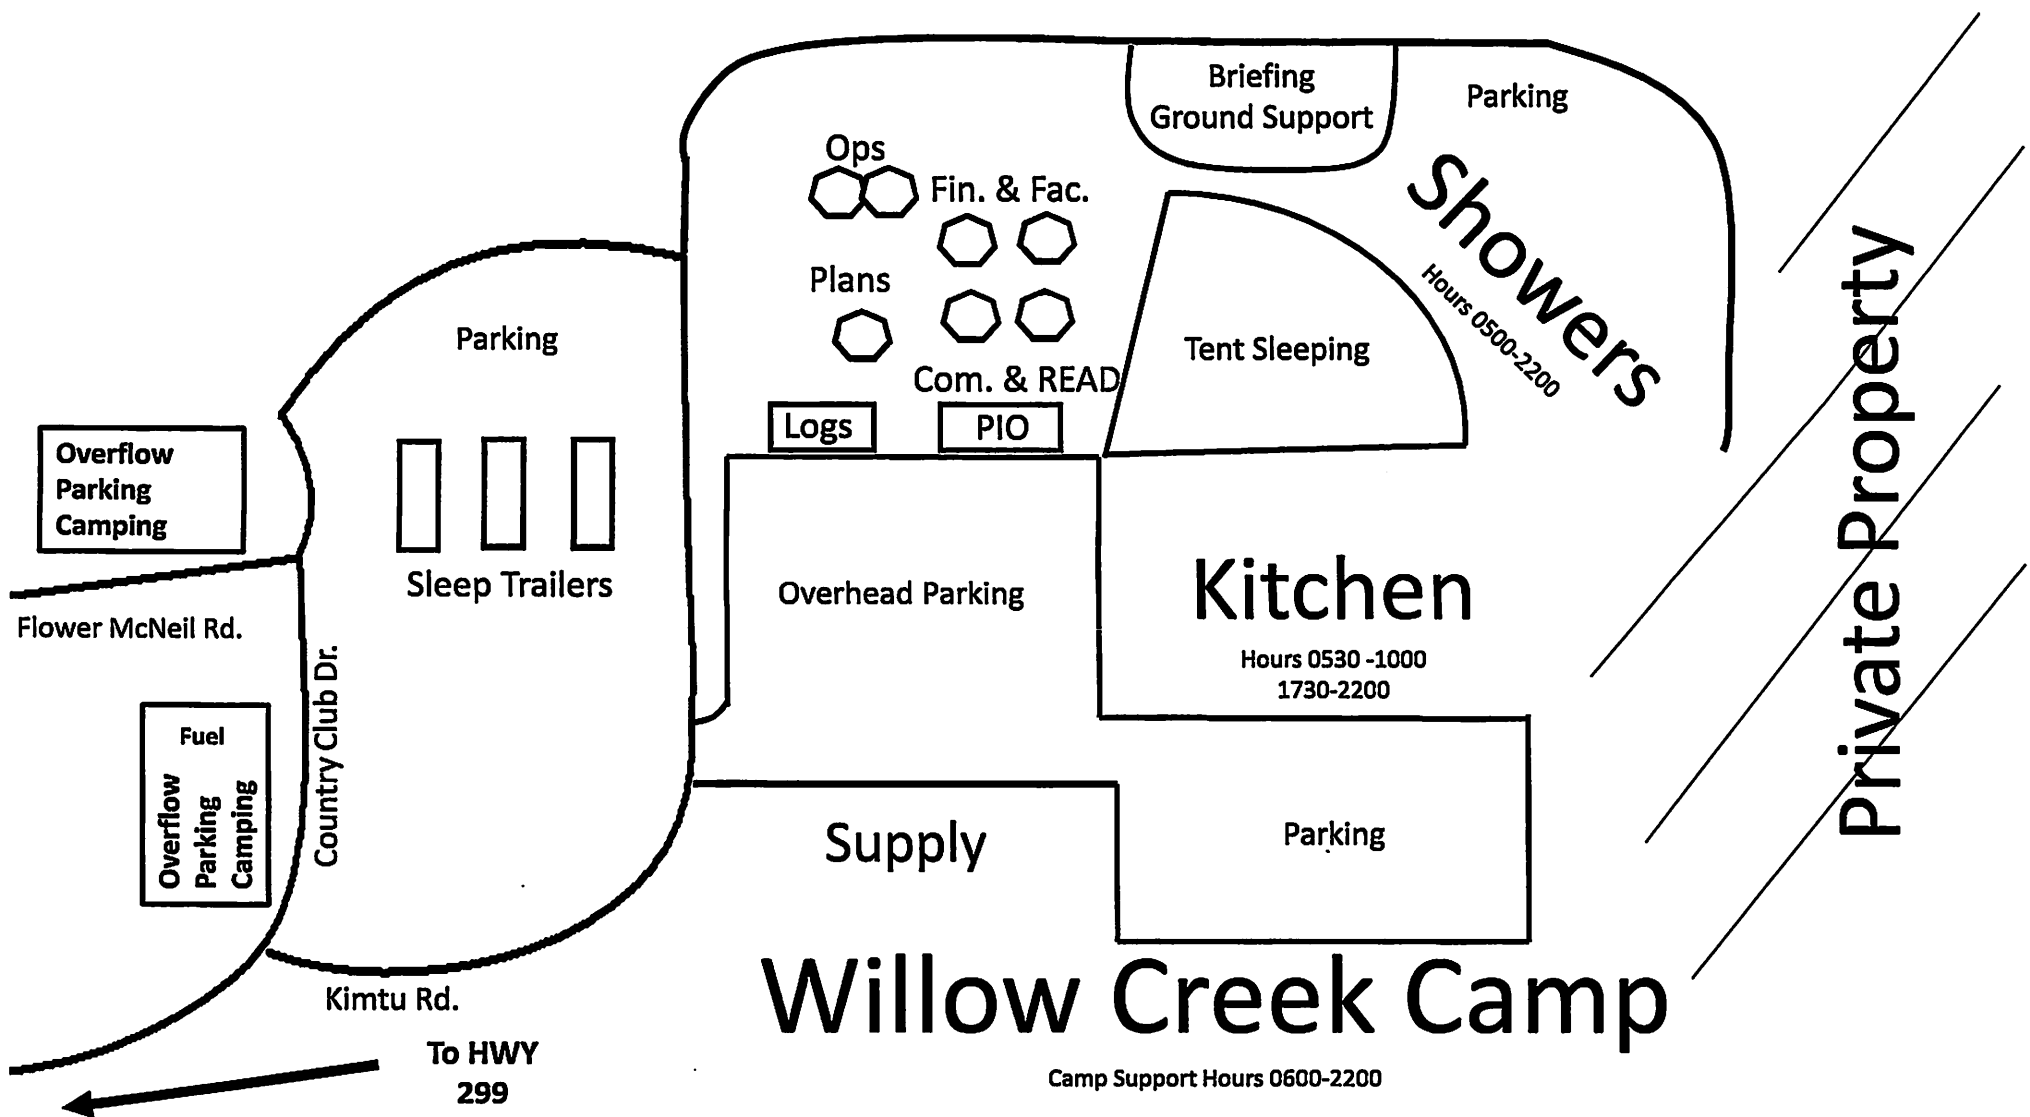 Briefing
Ground Support
Parking
Ops
Fin. & Fac.
Showers
Hours 0500-2200
Plans
Parking
Tent Sleeping
Com. & READ
Logs
PIO
Overflow
Parking
Camping
Sleep Trailers
Overhead Parking
Kitchen
Hours 0530 -1000
1730-2200
Private Property
Flower McNeil Rd.
Country Club Dr.
Fuel
Overflow
Parking
Camping
Supply
Parking
Kimtu Rd.
Willow Creek Camp
To HWY
299
Camp Support Hours 0600-2200